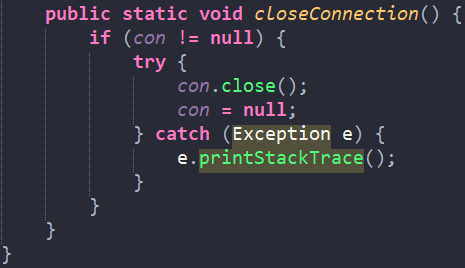 public static void closeConnection() {
if (con != null) {
try {
con.close();
con = null;
} catch (Exception e) {
e.printStackTrace();
}
}
}
}